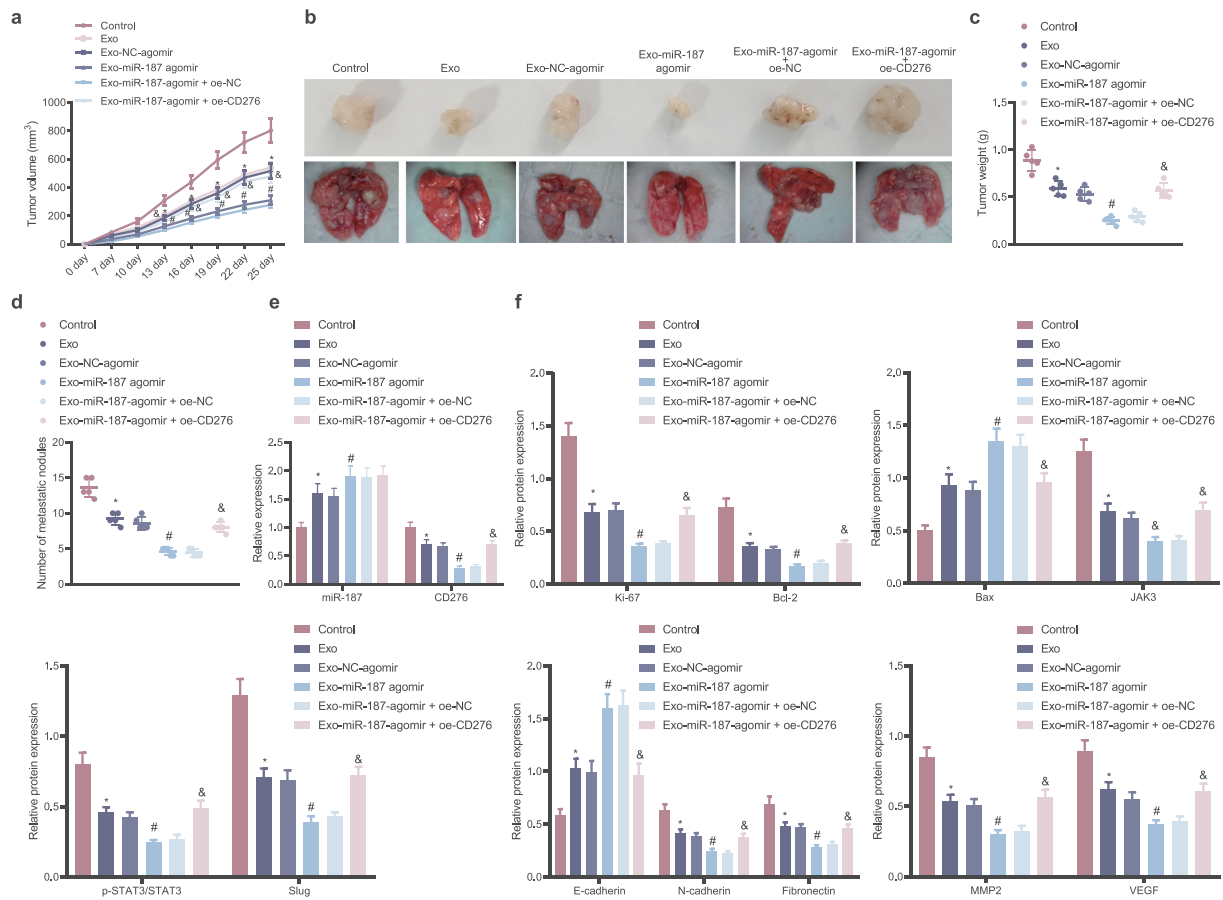 a
Control
Exo
Exo-NC-agomir
Exo-miR-187 agomir
Exo-miR-187-agomir + oe-NC
Exo-miR-187-agomir + oe-CD276
Tumor volume (mm3)
1000
800
600
400
200
0
* * * * *
& & & & &
# # # # #
0 day 7 day 10 day 13 day 16 day 19 day 22 day 25 day
b
Control
Exo
Exo-NC-agomir
Exo-miR-187
agomir
Exo-miR-187-agomir
+
oe-NC
Exo-miR-187-agomir
+
oe-CD276
c
Control
Exo
Exo-NC-agomir
Exo-miR-187 agomir
Exo-miR-187-agomir + oe-NC
Exo-miR-187-agomir + oe-CD276
Tumor weight (g)
1.5
1.0
0.5
0.0
* # &
d
Control
Exo
Exo-NC-agomir
Exo-miR-187 agomir
Exo-miR-187-agomir + oe-NC
Exo-miR-187-agomir + oe-CD276
Number of metastatic nodules
20
15
10
5
0
* # &
e
Control
Exo
Exo-NC-agomir
Exo-miR-187 agomir
Exo-miR-187-agomir + oe-NC
Exo-miR-187-agomir + oe-CD276
Relative expression
2.5
2.0
1.5
1.0
0.5
0.0
* # * # &
miR-187 CD276
f
Control
Exo
Exo-NC-agomir
Exo-miR-187 agomir
Exo-miR-187-agomir + oe-NC
Exo-miR-187-agomir + oe-CD276
Relative protein expression
2.0
1.5
1.0
0.5
0.0
* # & * # &
Ki-67 Bcl-2
Control
Exo
Exo-NC-agomir
Exo-miR-187 agomir
Exo-miR-187-agomir + oe-NC
Exo-miR-187-agomir + oe-CD276
Relative protein expression
2.0
1.5
1.0
0.5
0.0
* # & * & &
Bax JAK3
Control
Exo
Exo-NC-agomir
Exo-miR-187 agomir
Exo-miR-187-agomir + oe-NC
Exo-miR-187-agomir + oe-CD276
Relative protein expression
1.5
1.0
0.5
0.0
* # & * # &
p-STAT3/STAT3 Slug
Control
Exo
Exo-NC-agomir
Exo-miR-187 agomir
Exo-miR-187-agomir + oe-NC
Exo-miR-187-agomir + oe-CD276
Relative protein expression
2.0
1.5
1.0
0.5
0.0
* # & * # & * # &
E-cadherin N-cadherin Fibronectin
Control
Exo
Exo-NC-agomir
Exo-miR-187 agomir
Exo-miR-187-agomir + oe-NC
Exo-miR-187-agomir + oe-CD276
Relative protein expression
1.5
1.0
0.5
0.0
* # & * # &
MMP2 VEGF